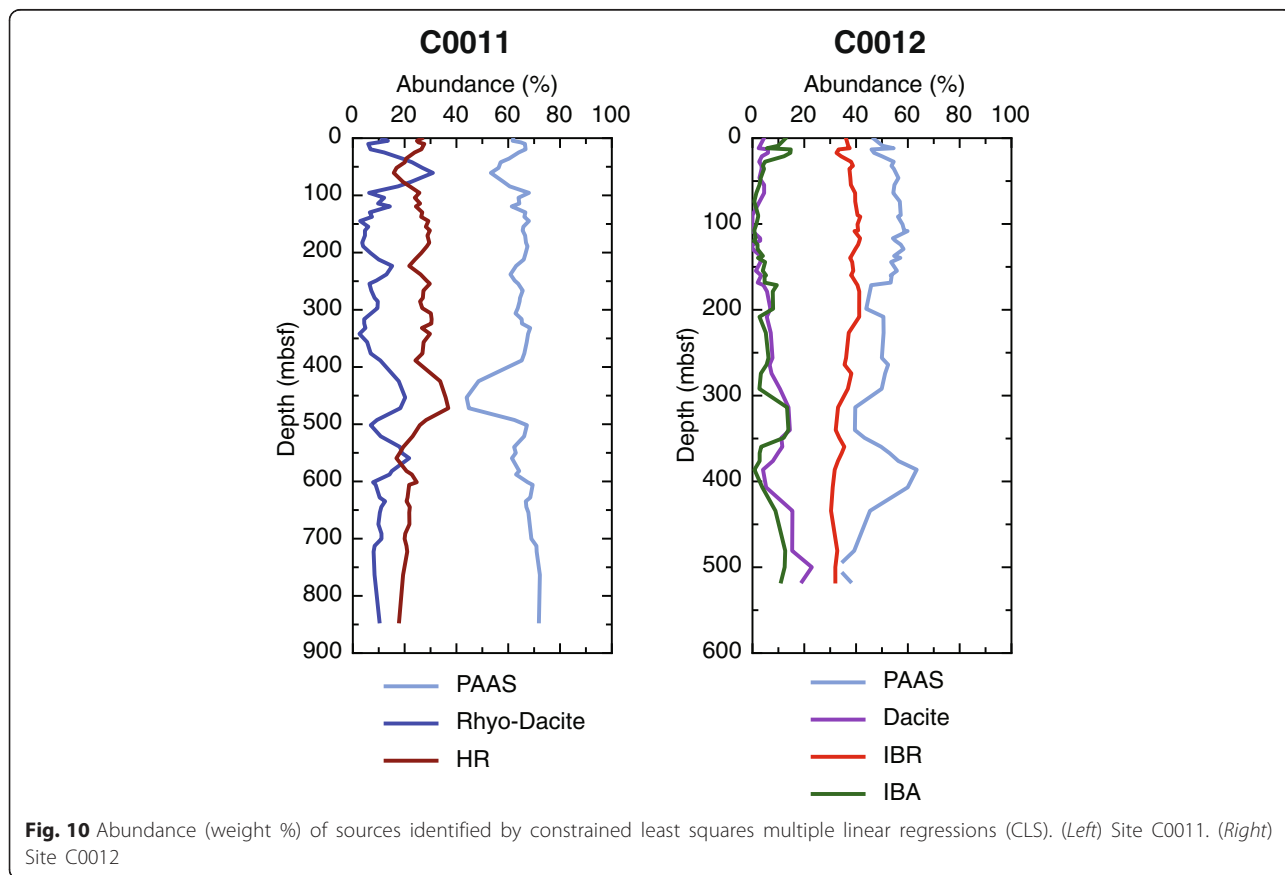 C0011
Abundance (%)
0 20 40 60 80 100
0
100
200
300
400
500
600
700
800
900
Depth (mbsf)
PAAS
Rhyo-Dacite
HR
C0012
Abundance (%)
0 20 40 60 80 100
0
100
200
300
400
500
600
Depth (mbsf)
PAAS
Dacite
IBR
IBA
Fig. 10 Abundance (weight %) of sources identified by constrained least squares multiple linear regressions (CLS). (Left) Site C0011. (Right)
Site C0012